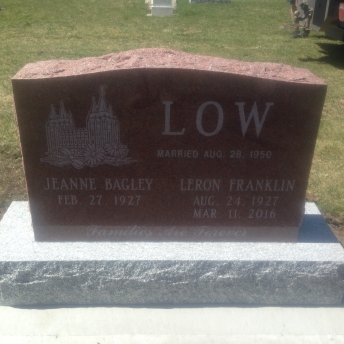 LOW
MARRIED AUG. 28, 1950
JEANNE BAGLEY
FEB. 27 1927
LERON FRANKLIN
AUG. 24, 1927
MAR. 11, 2016
Families Are Forever